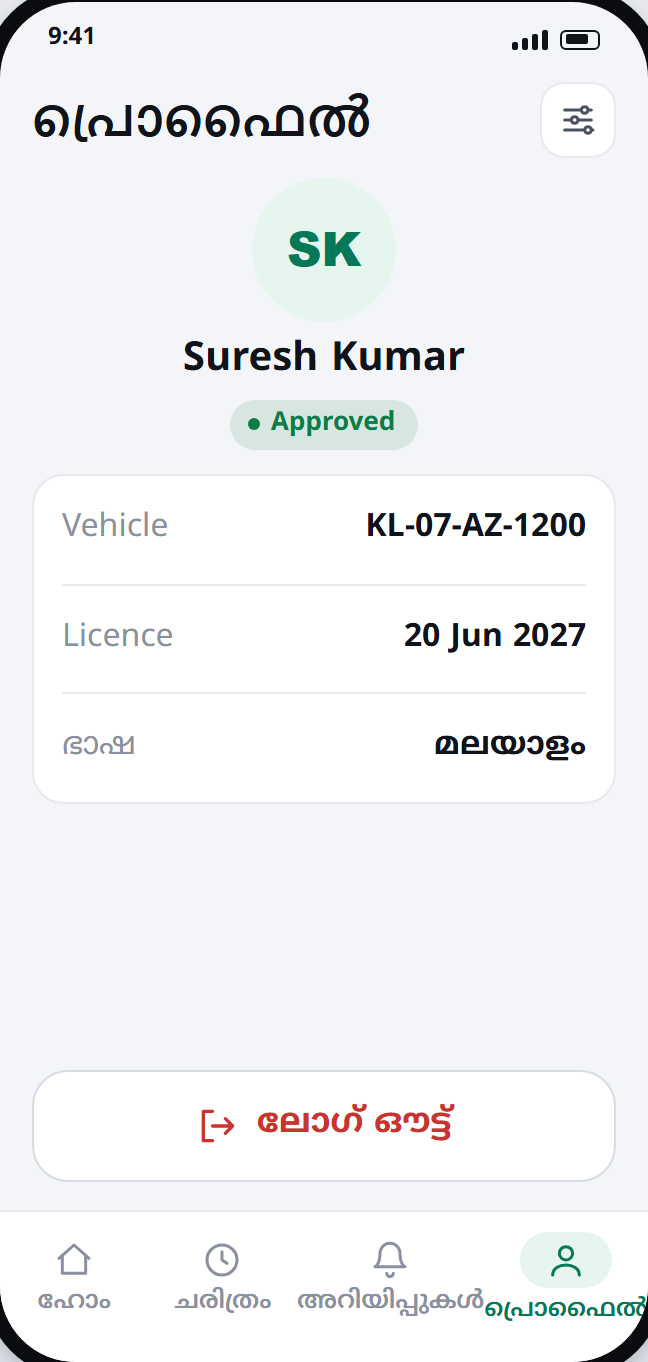 9:41
പ്രൊഫൈൽ
SK
Suresh Kumar
Approved
Vehicle KL-07-AZ-1200
Licence 20 Jun 2027
ഭാഷ മലയാളം
ലോഗ് ഔട്ട്
ഹോം ചരിത്രം അറിയിപ്പുകൾ പ്രൊഫൈൽ